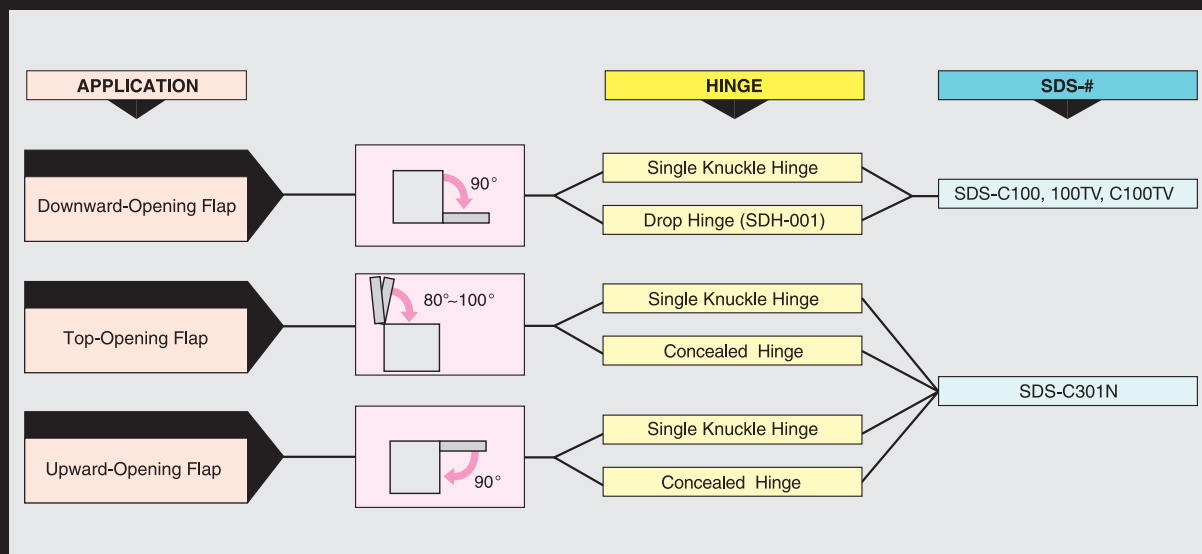 APPLICATION
HINGE
SDS-#
Downward-Opening Flap
90°
Single Knuckle Hinge
Drop Hinge (SDH-001)
SDS-C100, 100TV, C100TV
Top-Opening Flap
80°~100°
Single Knuckle Hinge
Concealed Hinge
SDS-C301N
Upward-Opening Flap
90°
Single Knuckle Hinge
Concealed Hinge